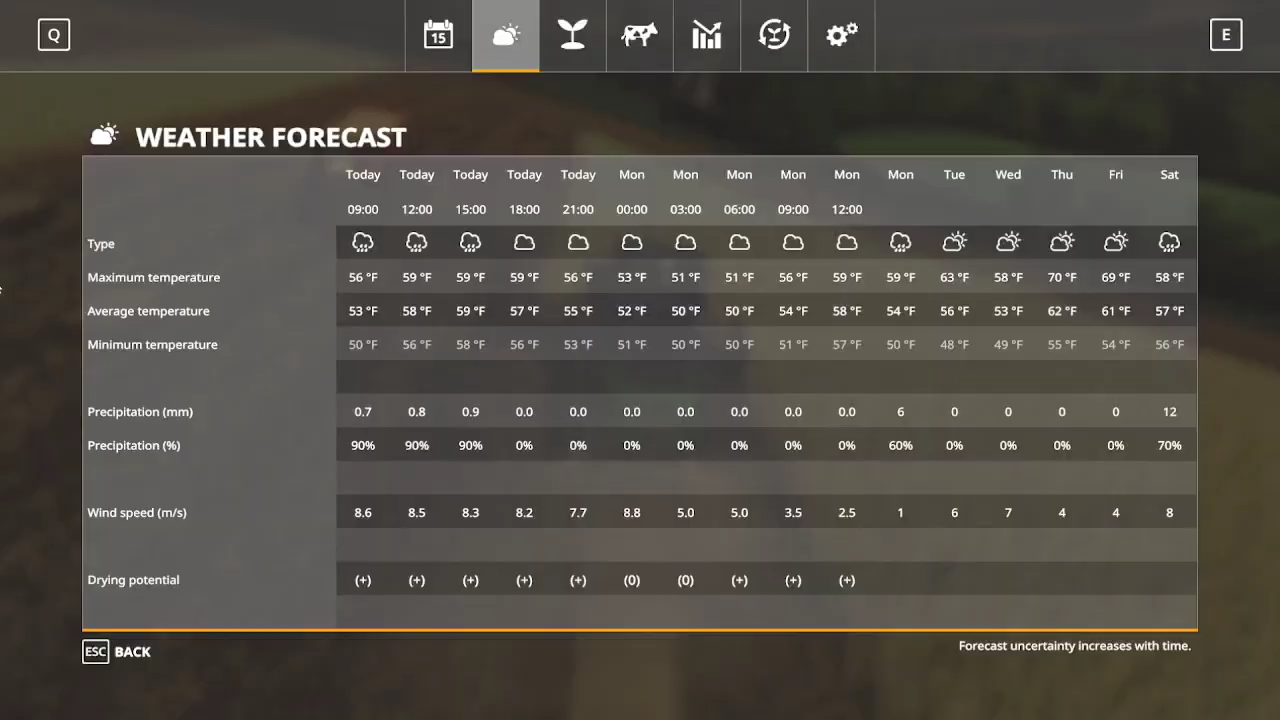 Q
15
E
WEATHER FORECAST
Today Today Today Today Today Mon Mon Mon Mon Mon Mon Tue Wed Thu Fri Sat
09:00 12:00 15:00 18:00 21:00 00:00 03:00 06:00 09:00 12:00
Type
Maximum temperature 56 °F 59 °F 59 °F 59 °F 56 °F 53 °F 51 °F 51 °F 56 °F 59 °F 59 °F 63 °F 58 °F 70 °F 69 °F 58 °F
Average temperature 53 °F 58 °F 59 °F 57 °F 55 °F 52 °F 50 °F 50 °F 54 °F 58 °F 54 °F 56 °F 53 °F 62 °F 61 °F 57 °F
Minimum temperature 50 °F 56 °F 58 °F 56 °F 53 °F 51 °F 50 °F 50 °F 51 °F 57 °F 50 °F 48 °F 49 °F 55 °F 54 °F 56 °F
Precipitation (mm) 0.7 0.8 0.9 0.0 0.0 0.0 0.0 0.0 0.0 0.0 6 0 0 0 0 12
Precipitation (%) 90% 90% 90% 0% 0% 0% 0% 0% 0% 0% 60% 0% 0% 0% 0% 70%
Wind speed (m/s) 8.6 8.5 8.3 8.2 7.7 8.8 5.0 5.0 3.5 2.5 1 6 7 4 4 8
Drying potential (+) (+) (+) (+) (+) (0) (0) (+) (+) (+)
ESC BACK
Forecast uncertainty increases with time.